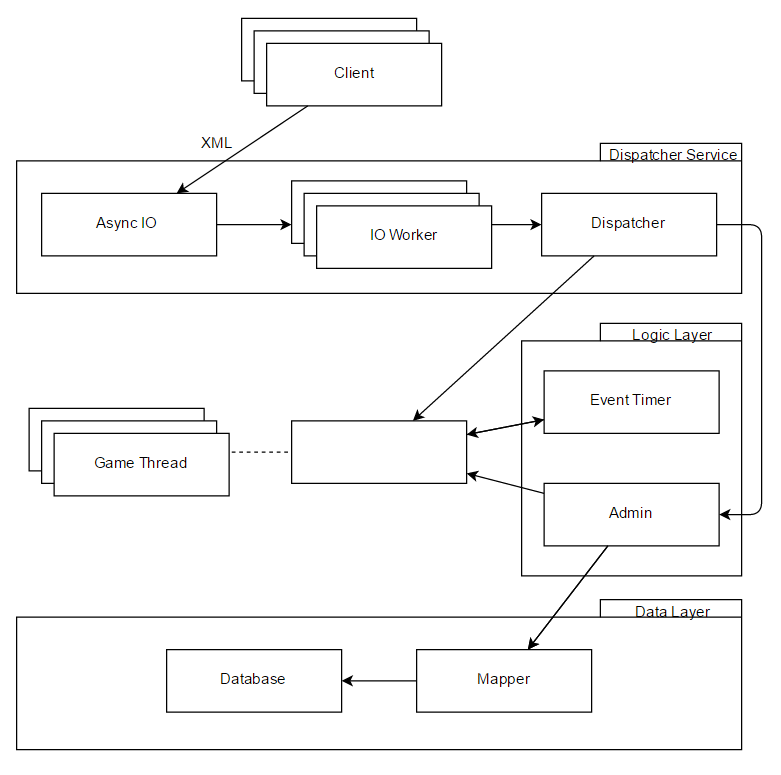 Client
XML
Dispatcher Service
Async IO
IO Worker
Dispatcher
Logic Layer
Event Timer
Game Thread
Admin
Data Layer
Database
Mapper